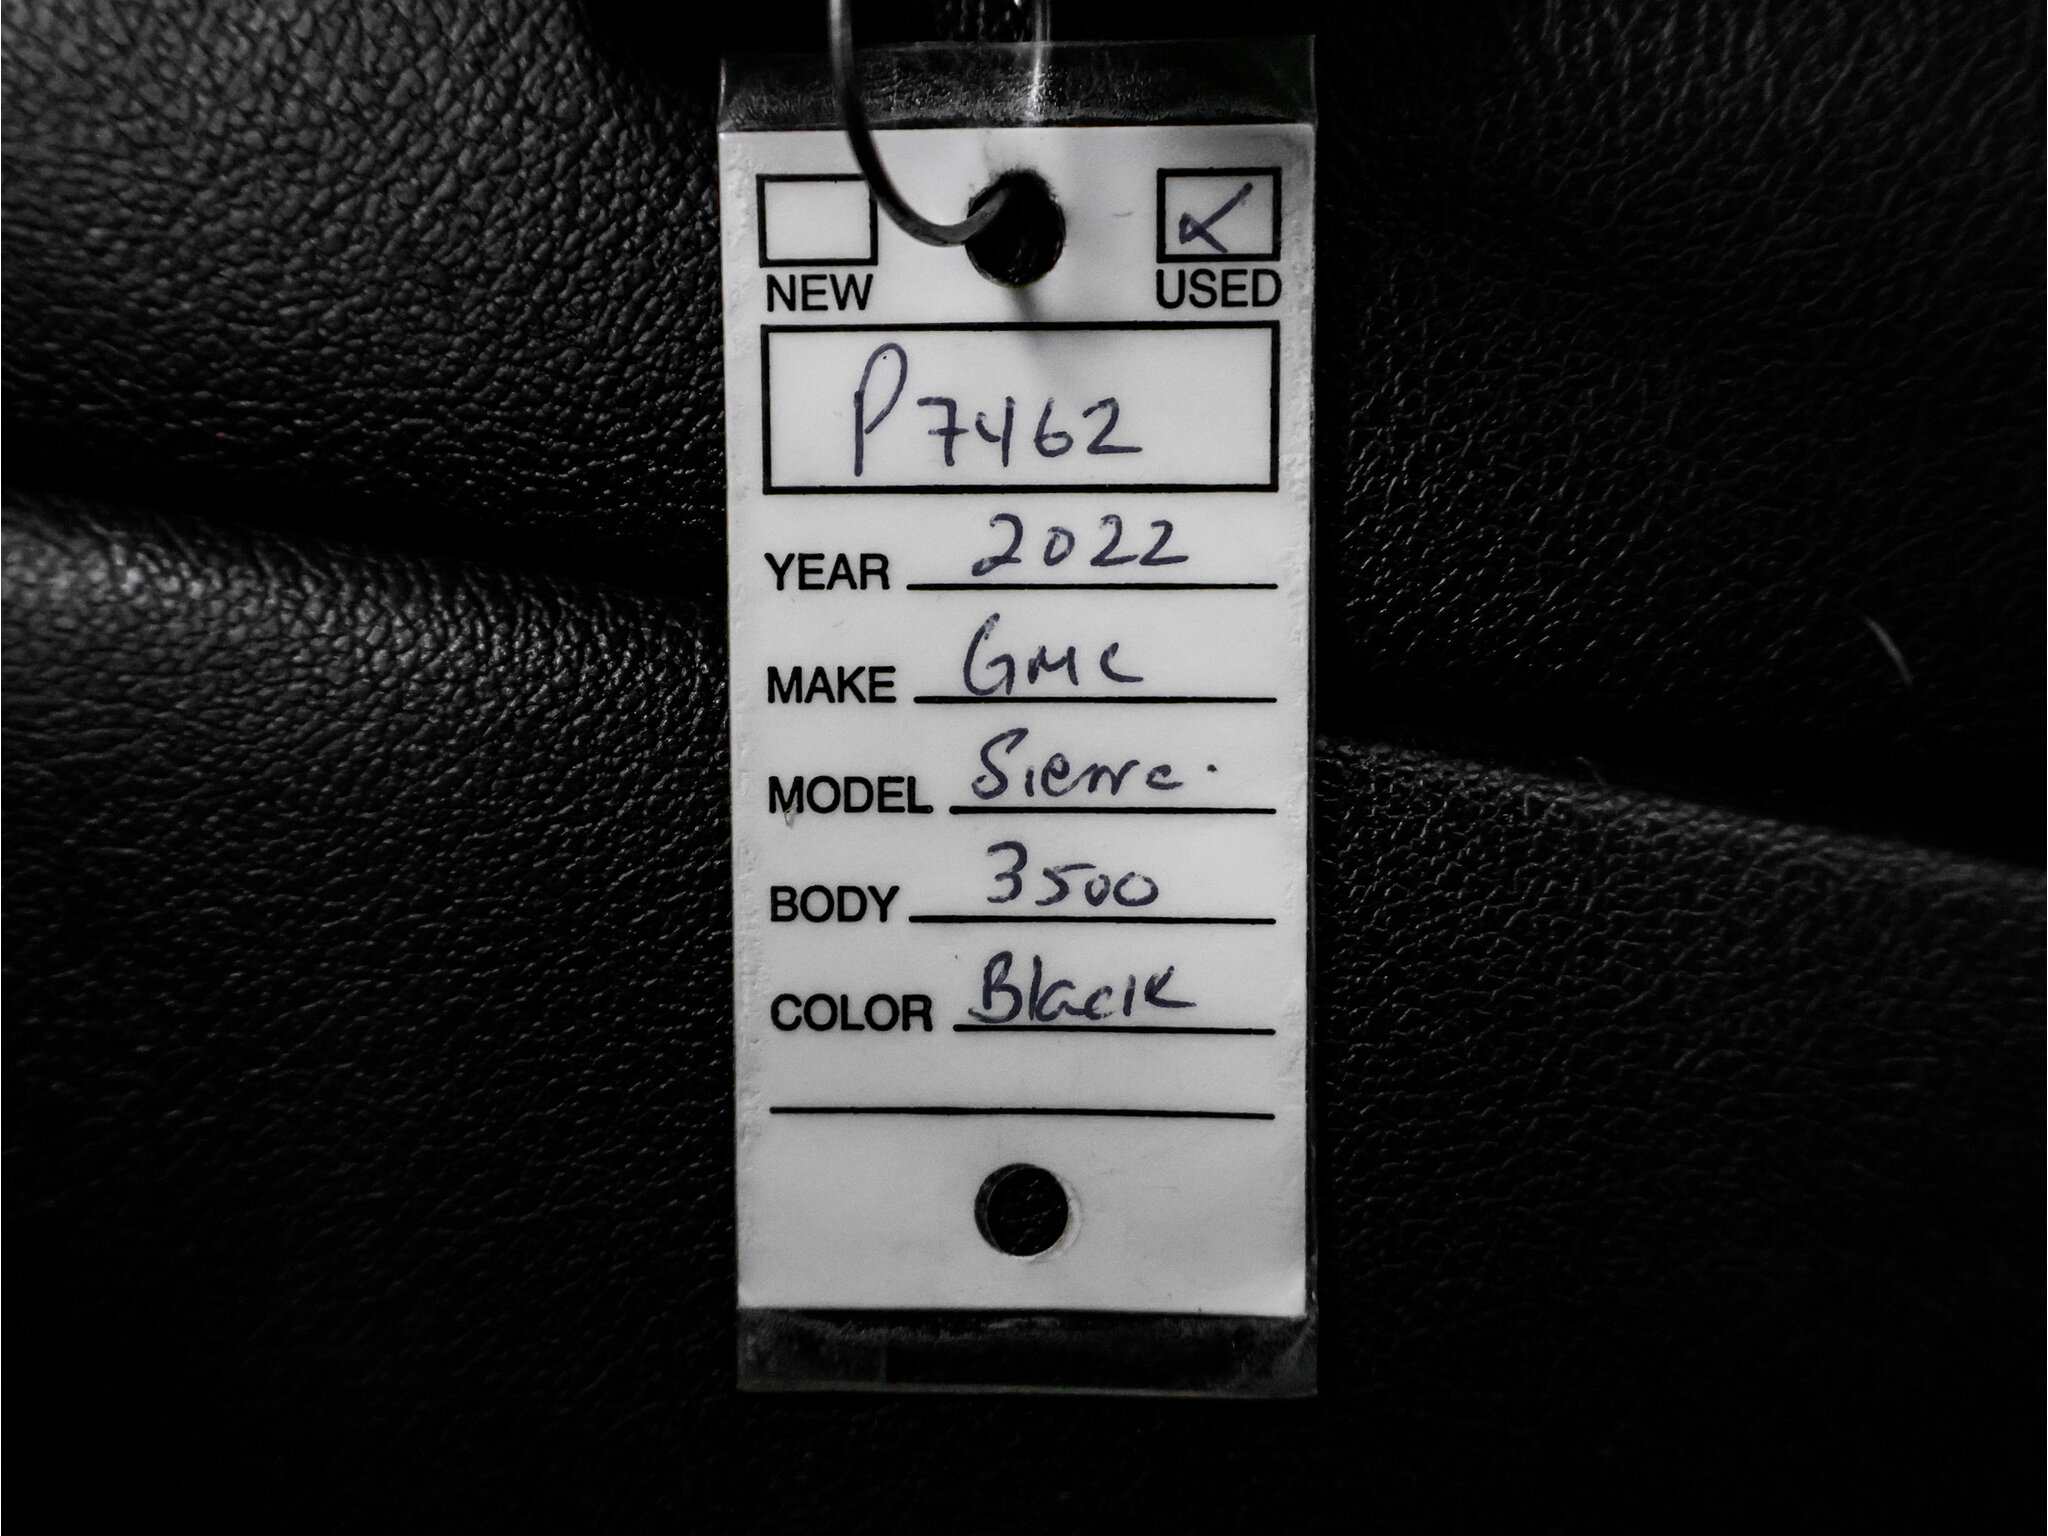 NEW USED
P7462
YEAR 2022
MAKE GMC
MODEL Sierra
BODY 3500
COLOR Black